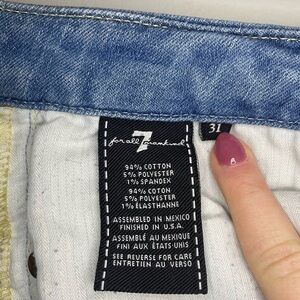 7
for all mankind
31
94% COTTON
5% POLYESTER
1% SPANDEX
94% COTON
5% POLYESTER
1% ÉLASTHANNE
ASSEMBLED IN MEXICO
FINISHED IN U.S.A.
ASSEMBLÉ AU MEXIQUE
FINI AUX ÉTATS-UNIS
SEE REVERSE FOR CARE
ENTRETIEN AU VERSO